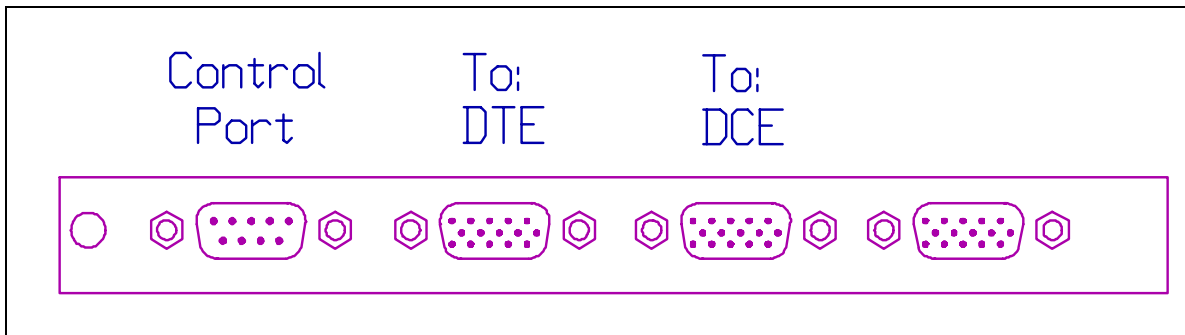 Control
Port
To:
DTE
To:
DCE